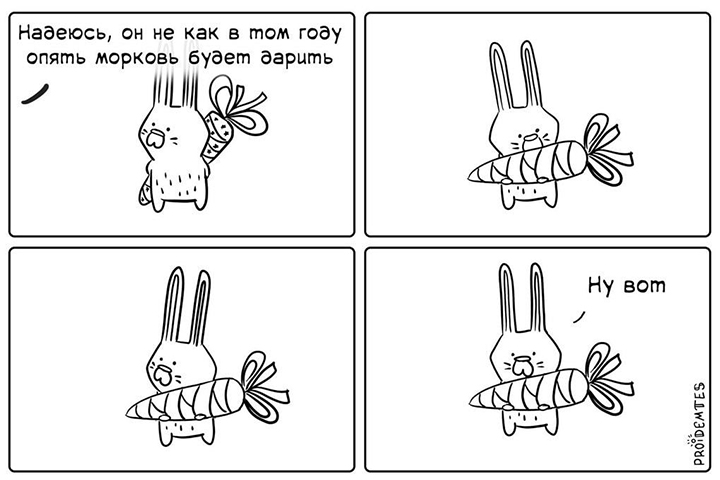 Надеюсь, он не как в том году
опять морковь будет дарить
Ну вот
PROIDEMTES